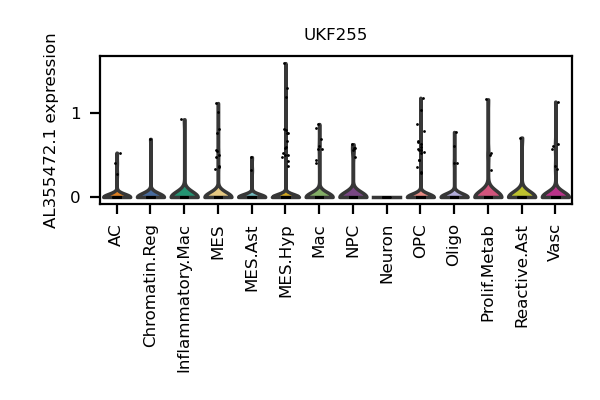 UKF255
AL355472.1 expression
1
0
AC
Chromatin.Reg
Inflammatory.Mac
MES
MES.Ast
MES.Hyp
Mac
NPC
Neuron
OPC
Oligo
Prolif.Metab
Reactive.Ast
Vasc